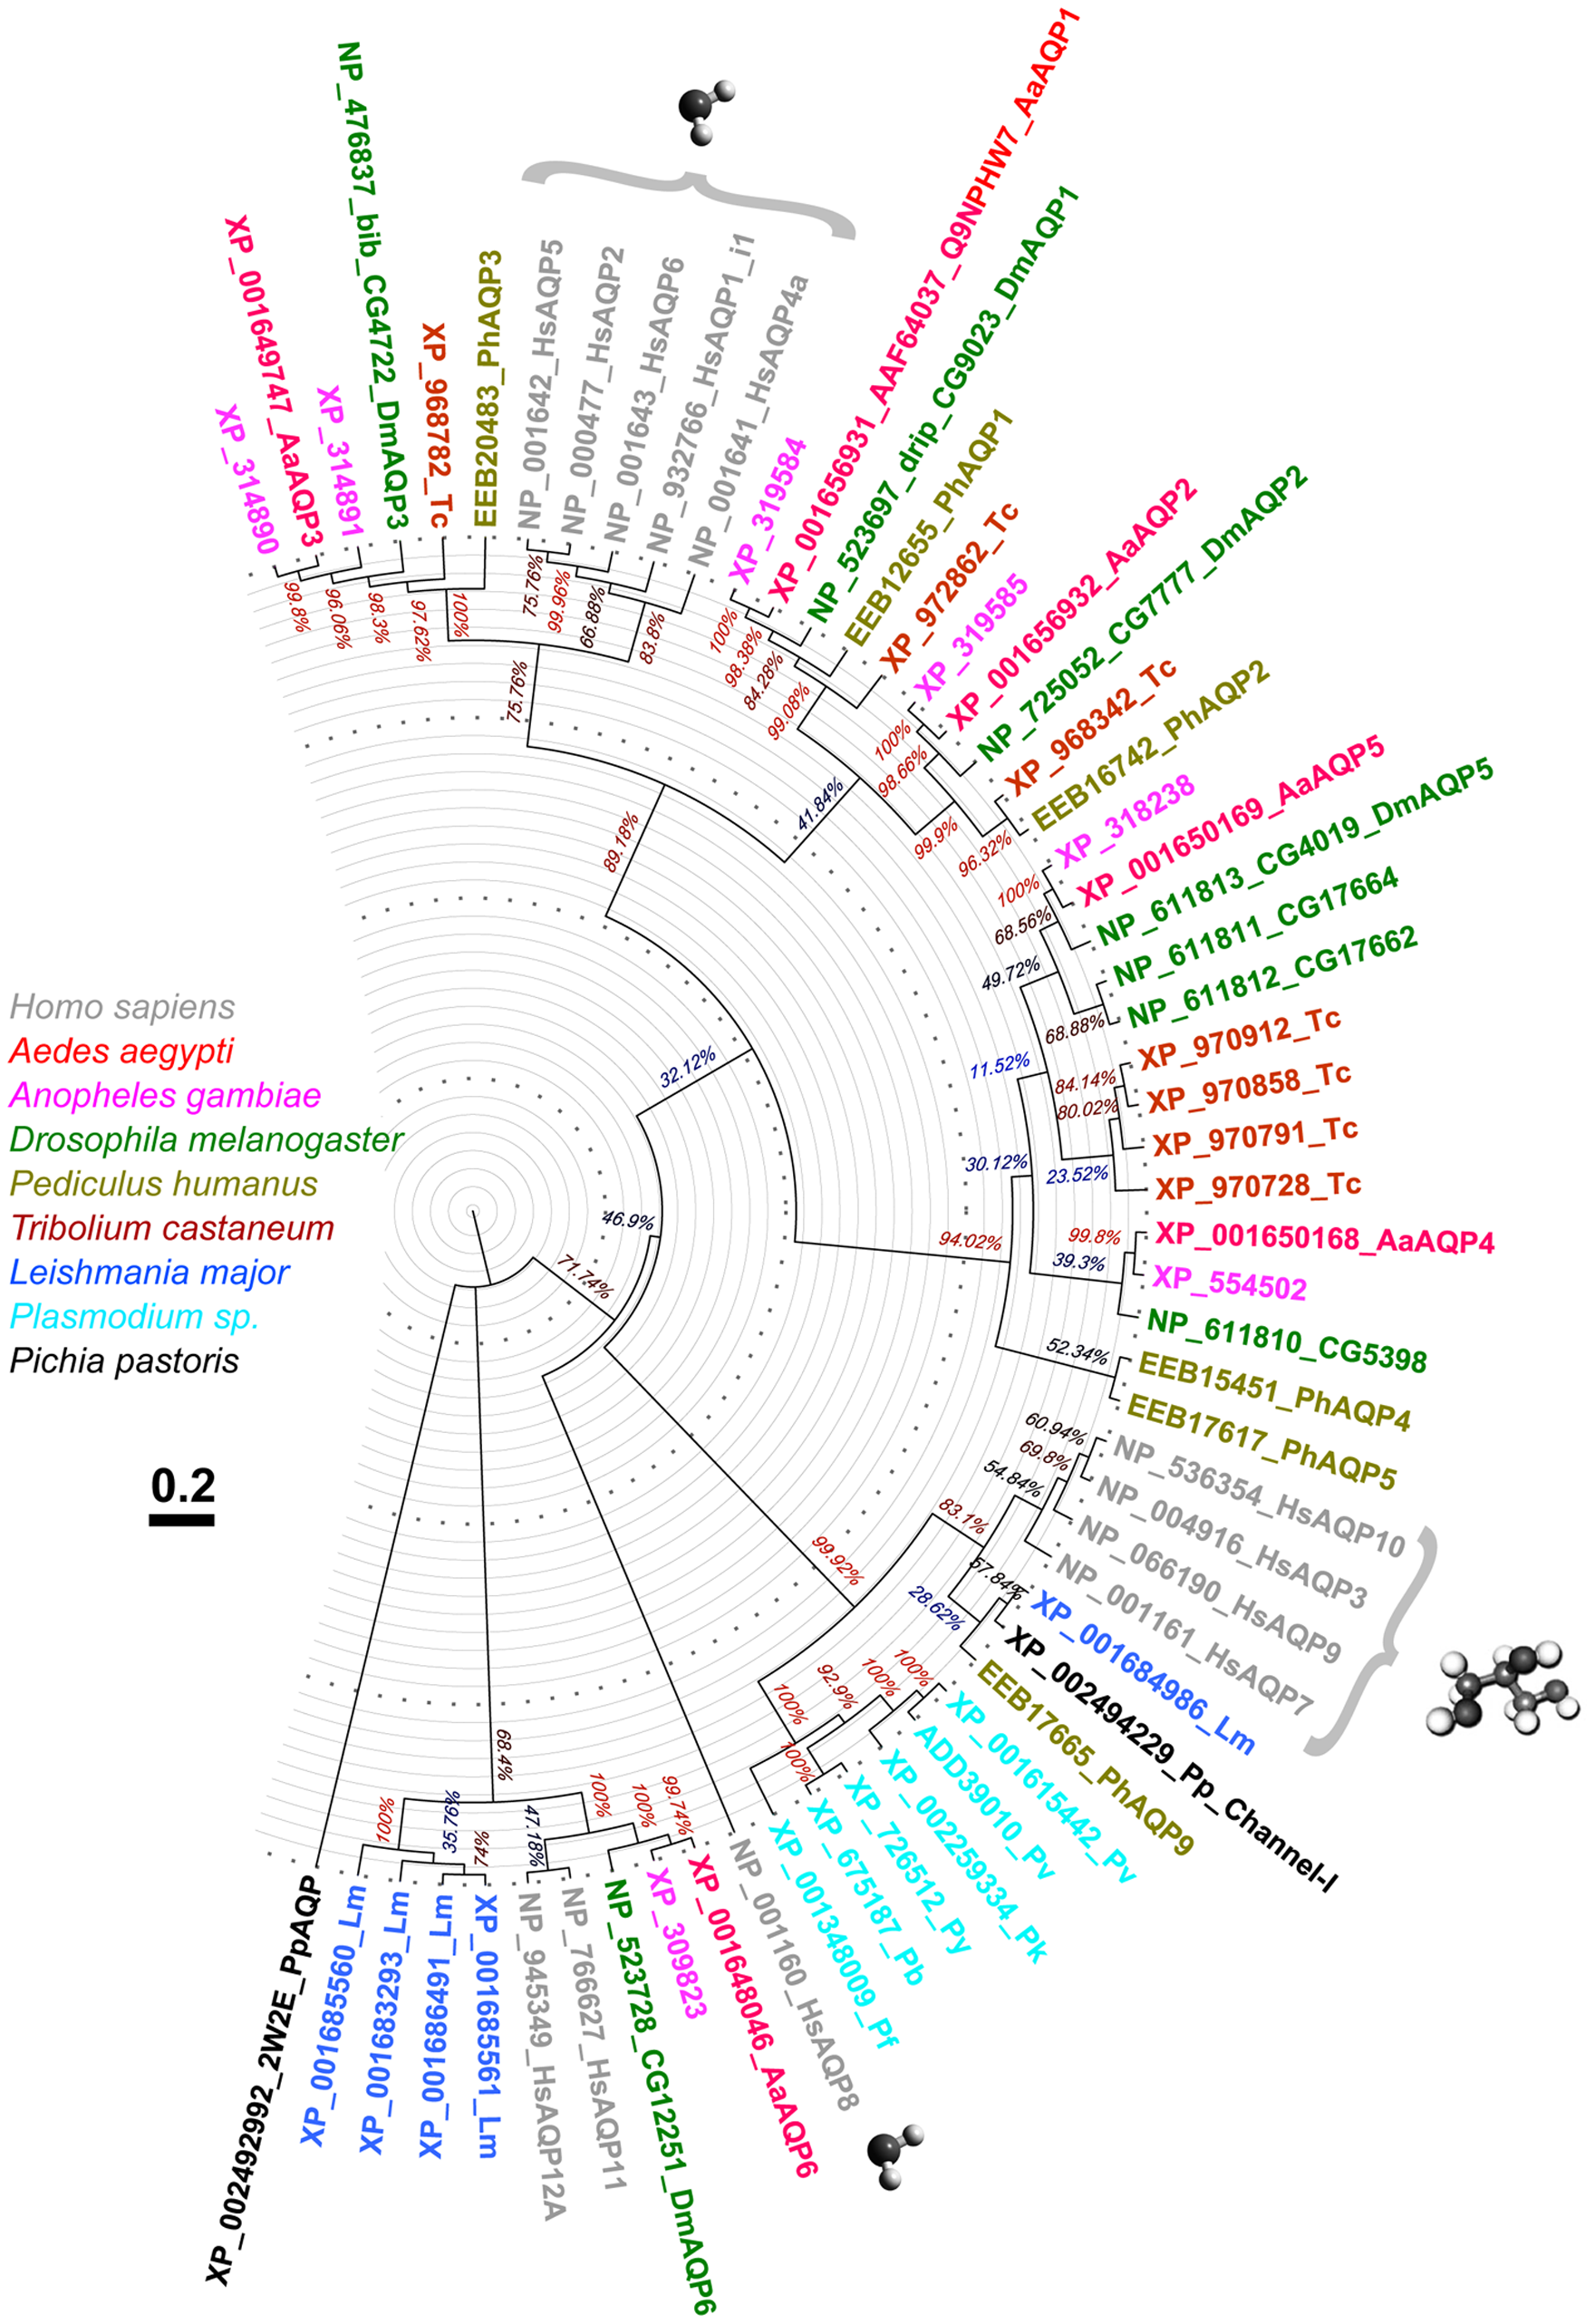 XP_314890
XP_001649747_AaAQP3
XP_314891
NP_476837_bib_CG4722_DmAQP3
XP_968782_Tc
EEB20483_PhAQP3
NP_001642_HsAQP5
NP_000477_HsAQP2
NP_001643_HsAQP6
NP_932766_HsAQP1_i1
NP_001641_HsAQP4a
XP_319584
XP_001656931_AAF64037_Q9NPHW7_AaAQP1
NP_523697_drip_CG9023_DmAQP1
EEB12655_PhAQP1
XP_972862_Tc
XP_319585
XP_001656932_AaAQP2
NP_725052_CG7777_DmAQP2
XP_968342_Tc
EEB16742_PhAQP2
XP_318238
XP_001650169_AaAQP5
NP_611813_CG4019_DmAQP5
NP_611811_CG17664
NP_611812_CG17662
XP_970912_Tc
XP_970858_Tc
XP_970791_Tc
XP_970728_Tc
XP_001650168_AaAQP4
XP_554502
NP_611810_CG5398
EEB15451_PhAQP4
EEB17617_PhAQP5
NP_536354_HsAQP10
NP_004916_HsAQP3
NP_066190_HsAQP9
NP_001161_HsAQP7
XP_001684986_Lm
XP_002494229_Pp_Channel-I
EEB17665_PhAQP9
XP_001615442_Pv
ADD39010_Pv
XP_002259334_Pk
XP_726512_Py
XP_675187_Pb
XP_001348009_Pf
NP_001160_HsAQP8
XP_001648046_AaAQP6
XP_309823
NP_523728_CG12251_DmAQP6
NP_766627_HsAQP11
NP_945349_HsAQP12A
XP_001685561_Lm
XP_001686491_Lm
XP_001683293_Lm
XP_001685560_Lm
XP_002492992_2W2E_PpAQP
99.8%
96.06%
98.3%
97.62%
100%
75.76%
99.96%
66.88%
83.8%
75.76%
100%
98.38%
84.28%
99.08%
100%
98.66%
41.84%
99.9%
96.32%
89.18%
100%
68.56%
49.72%
68.88%
11.52%
84.14%
80.02%
32.12%
30.12%
23.52%
94.02%
99.8%
39.3%
52.34%
46.9%
71.74%
60.94%
69.8%
54.84%
83.1%
57.84%
28.62%
99.92%
100%
100%
92.9%
100%
100%
68.4%
100%
35.76%
74%
47.18%
100%
100%
99.74%
Homo sapiens
Aedes aegypti
Anopheles gambiae
Drosophila melanogaster
Pediculus humanus
Tribolium castaneum
Leishmania major
Plasmodium sp.
Pichia pastoris
0.2